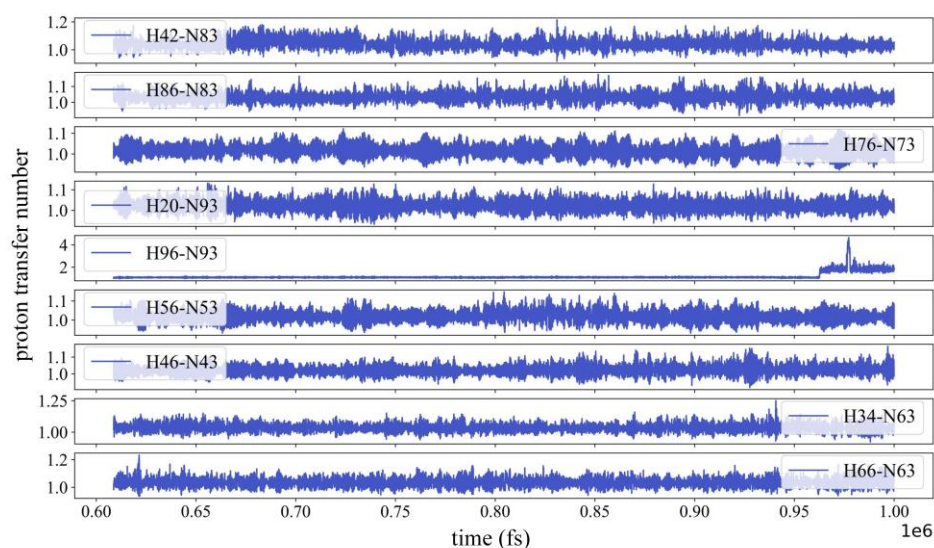 proton transfer number
1.2
1.0
H42-N83
1.1
1.0
H86-N83
1.1
1.0
H76-N73
1.1
1.0
H20-N93
4
2
H96-N93
1.1
1.0
H56-N53
1.1
1.0
H46-N43
1.25
1.00
H34-N63
1.2
1.0
H66-N63
0.60 0.65 0.70 0.75 0.80 0.85 0.90 0.95 1.00
1e6
time (fs)